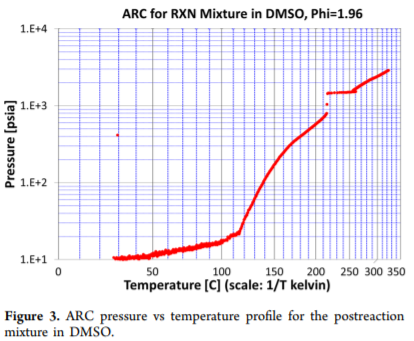 ARC for RXN Mixture in DMSO, Phi=1.96
1.E+4
1.E+3
1.E+2
1.E+1
Pressure [psia]
0 50 100 150 200 250 300 350
Temperature [C] (scale: 1/T kelvin)
Figure 3. ARC pressure vs temperature profile for the postreaction
mixture in DMSO.